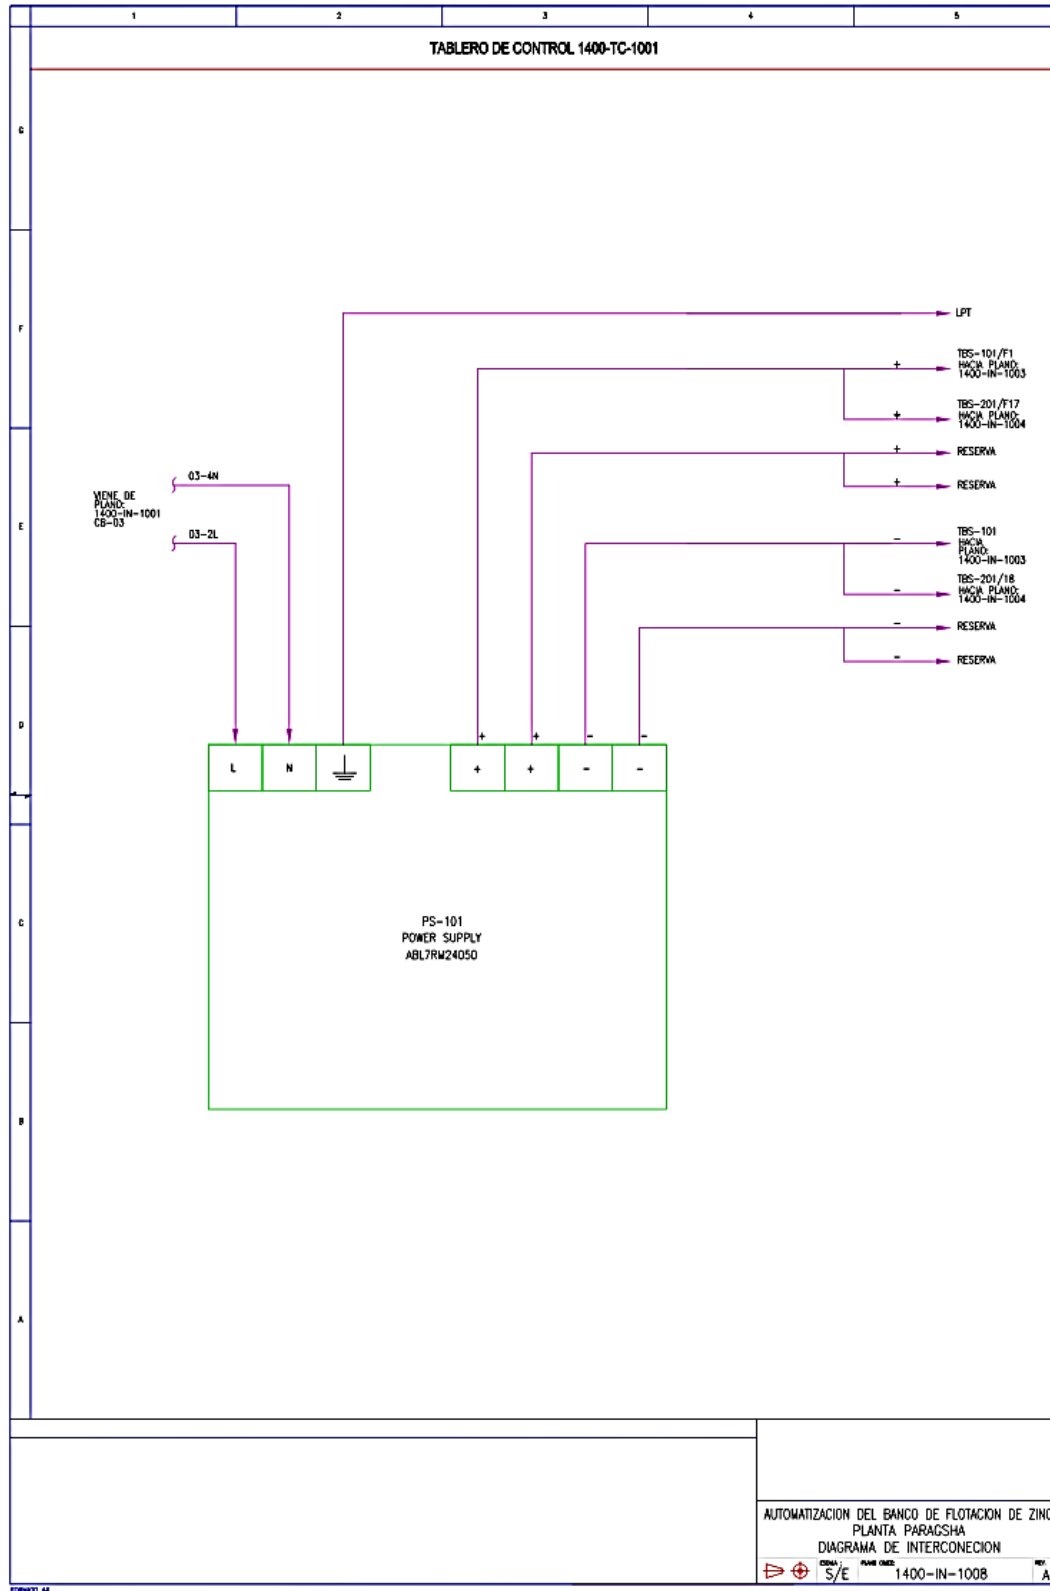 1 2 3 4 5
TABLERO DE CONTROL 1400-TC-1001
G
F
E
D
C
B
A
LPT
+ TBS-101/F1
HACIA PLANO:
1400-IN-1003
+ TBS-201/F17
HACIA PLANO:
1400-IN-1004
+ RESERVA
+ RESERVA
03-4N
VIENE DE
PLANO:
1400-IN-1001
CB-03
03-2L
- TBS-101
HACIA
PLANO:
1400-IN-1003
- TBS-201/18
HACIA PLANO:
1400-IN-1004
- RESERVA
- RESERVA
+ + - -
L N + + - -
PS-101
POWER SUPPLY
ABL7RM24050
AUTOMATIZACION DEL BANCO DE FLOTACION DE ZINC
PLANTA PARAGSHA
DIAGRAMA DE INTERCONECION
S/E 1400-IN-1008 A